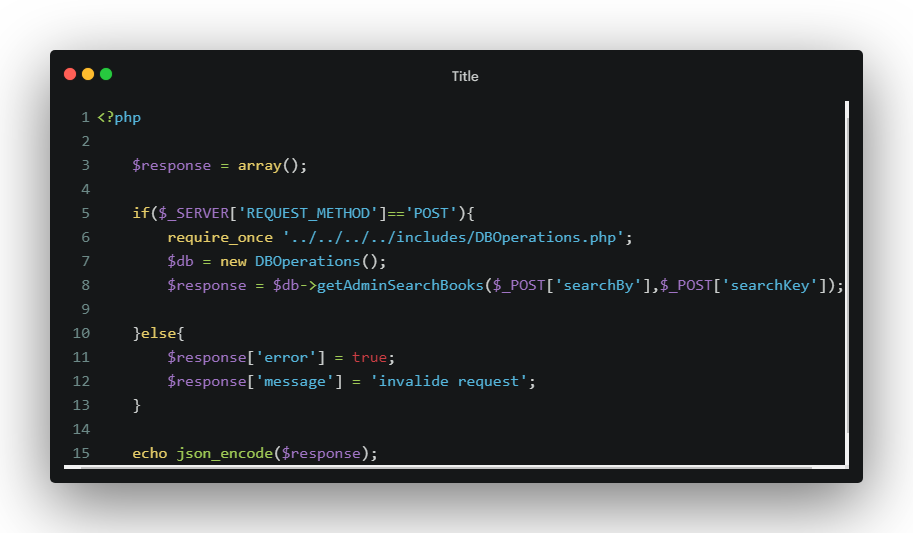 Title
1 <?php
2
3     $response = array();
4
5     if($_SERVER['REQUEST_METHOD']=='POST'){
6         require_once '../../../../includes/DBOperations.php';
7         $db = new DBOperations();
8         $response = $db->getAdminSearchBooks($_POST['searchBy'],$_POST['searchKey']);
9
10     }else{
11         $response['error'] = true;
12         $response['message'] = 'invalide request';
13     }
14
15     echo json_encode($response);